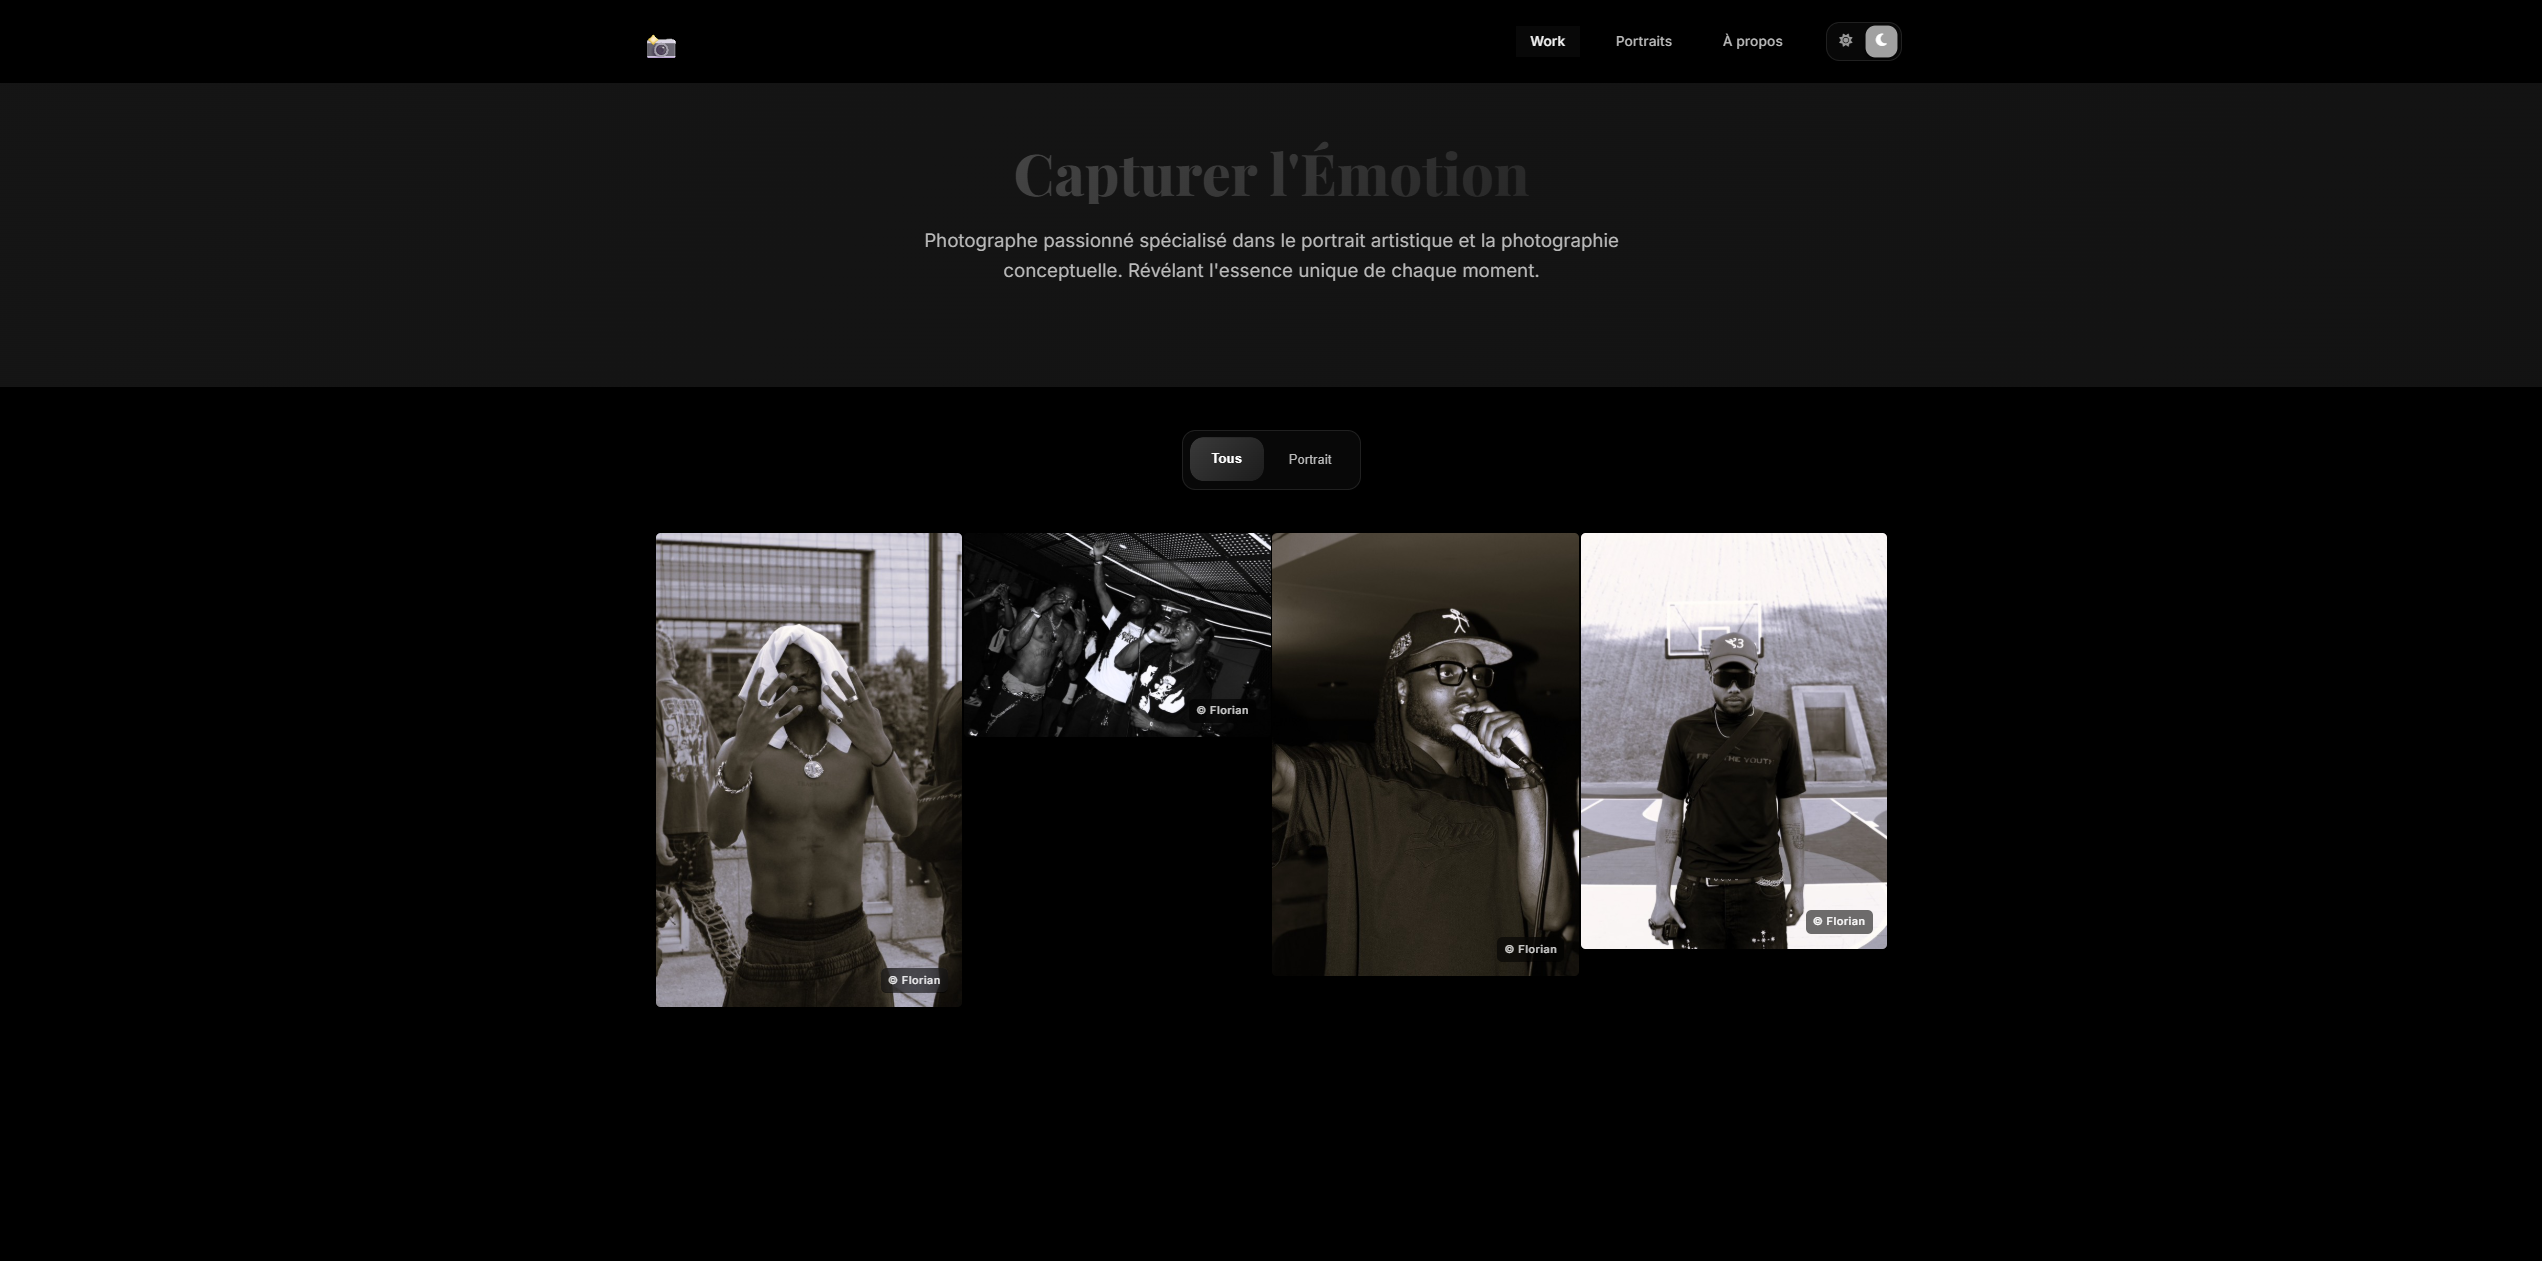 Work
Portraits
À propos
Capturer l'Émotion
Photographe passionné spécialisé dans le portrait artistique et la photographie
conceptuelle. Révélant l'essence unique de chaque moment.
Tous
Portrait
© Florian
© Florian
© Florian
© Florian